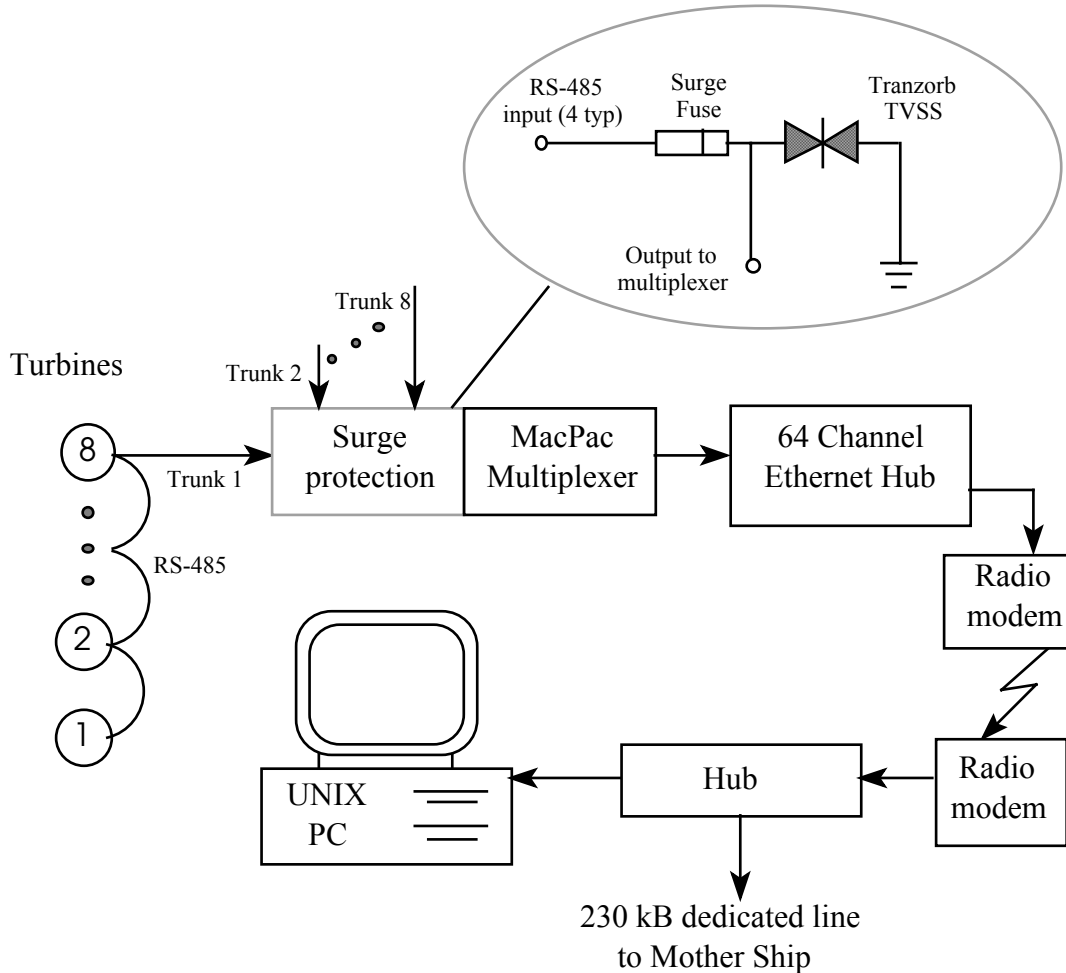 RS-485
input (4 typ)
Surge
Fuse
Tranzorb
TVSS
Output to
multiplexer
Trunk 8
Trunk 2
Turbines
8
Trunk 1
RS-485
2
1
Surge
protection
MacPac
Multiplexer
64 Channel
Ethernet Hub
Radio
modem
Radio
modem
Hub
UNIX
PC
230 kB dedicated line
to Mother Ship